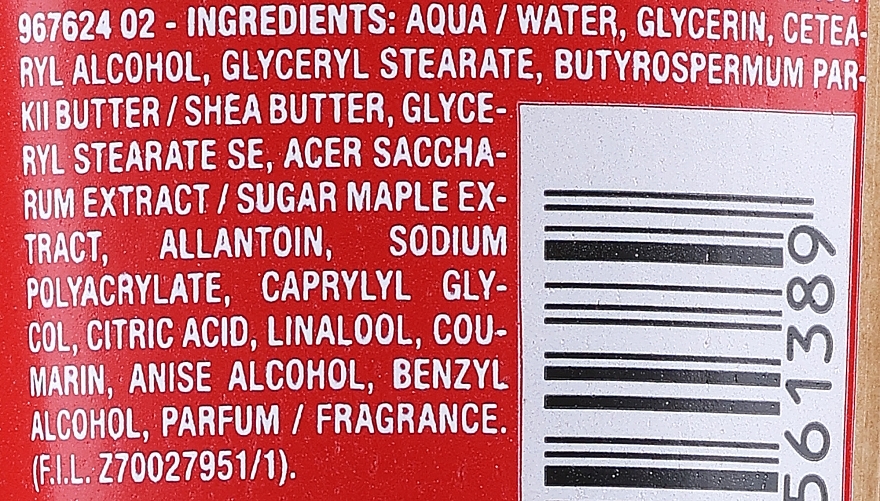 967624 02 - INGREDIENTS: AQUA / WATER, GLYCERIN, CETEA-
RYL ALCOHOL, GLYCERYL STEARATE, BUTYROSPERMUM PAR-
KII BUTTER / SHEA BUTTER, GLYCE-
RYL STEARATE SE, ACER SACCHA-
RUM EXTRACT / SUGAR MAPLE EX-
TRACT, ALLANTOIN, SODIUM
POLYACRYLATE, CAPRYLYL GLY-
COL, CITRIC ACID, LINALOOL, COU-
MARIN, ANISE ALCOHOL, BENZYL
ALCOHOL, PARFUM / FRAGRANCE.
(F.I.L. Z70027951/1).
561389